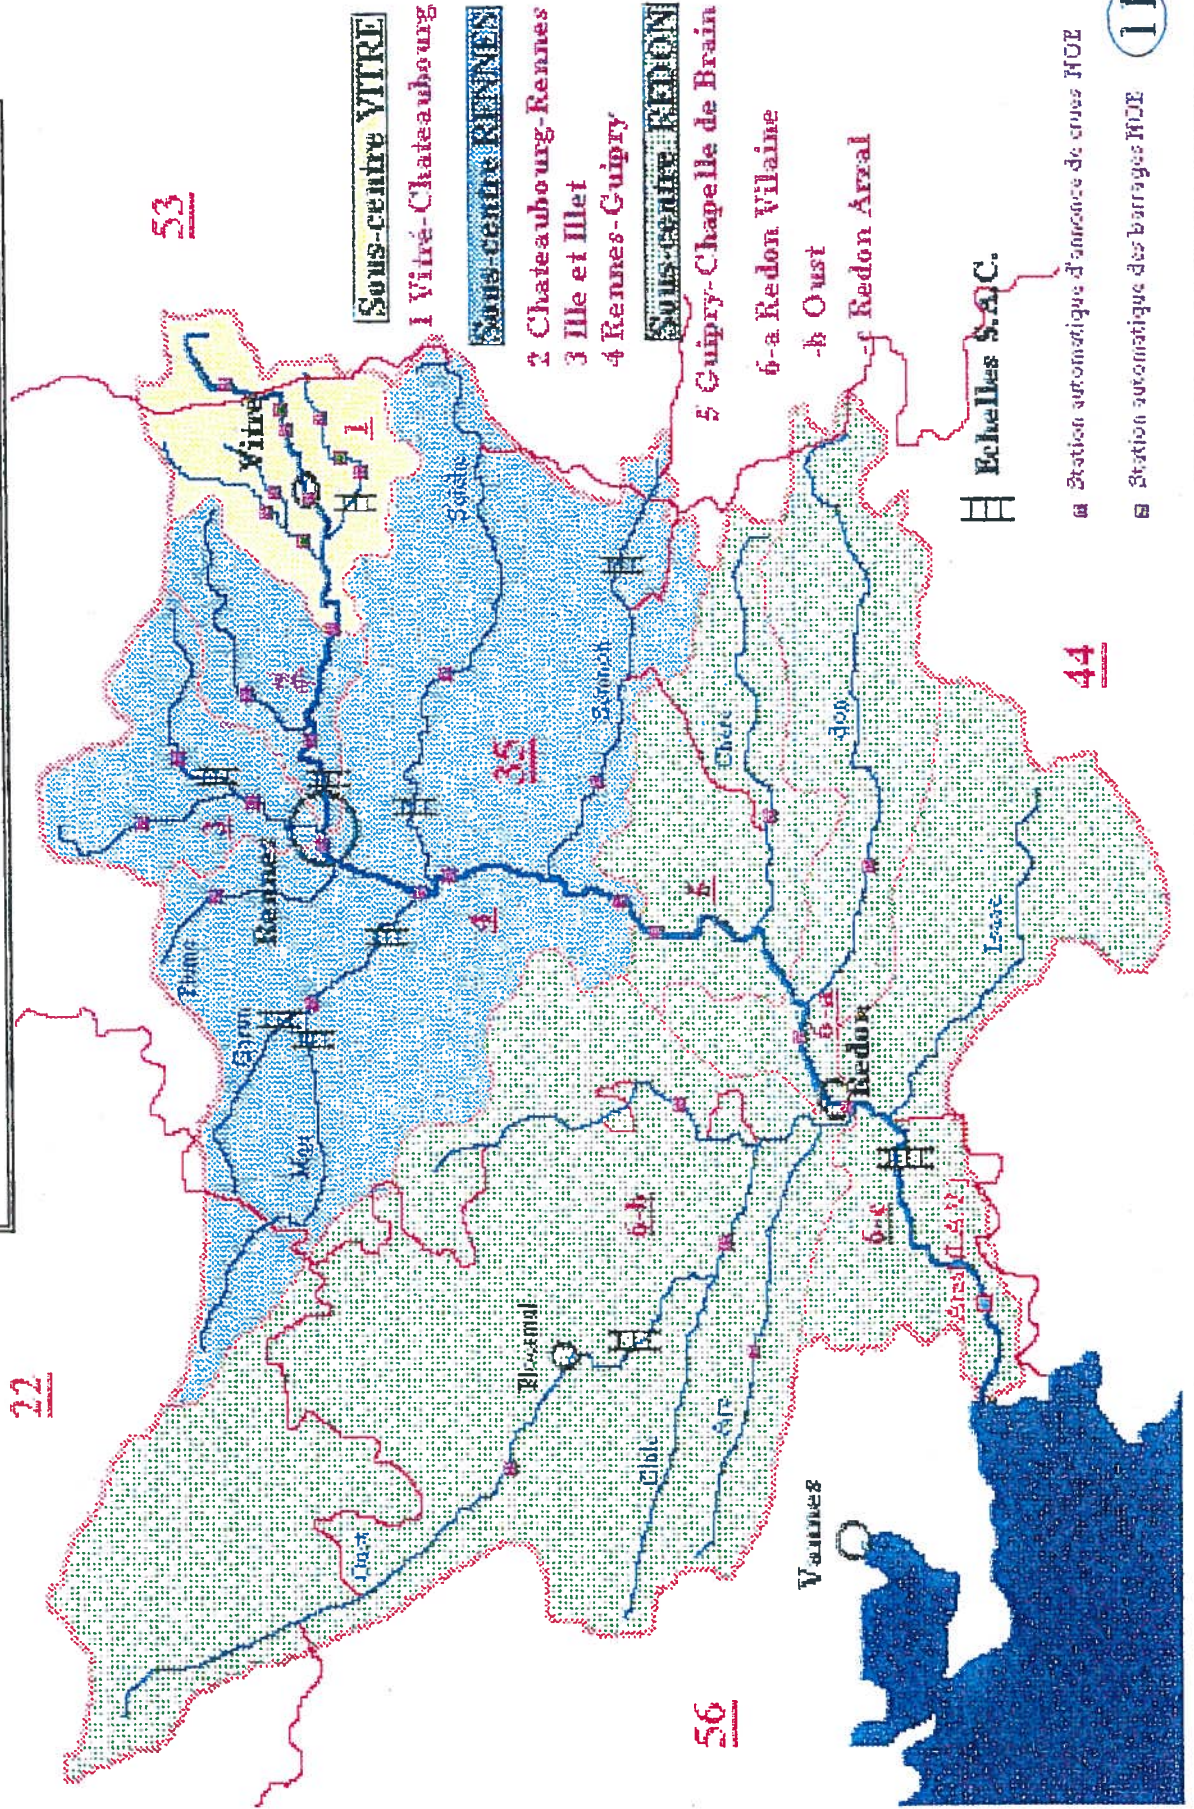 22
53
Sous-centre VITRE
1 Vitré-Chateaubourg
Sous-centre RENNES
2 Chateaubourg-Rennes
3 Ille et Illet
4 Rennes-Guipry
Sous-centre REDON
5 Guipry-Chapelle de Brain
6-a Redon Vilaine
-b Oust
-c Redon Arzal
Echelles S.A.C.
Station automatique d'annonce de crues HOE
Station automatique des barrages HOE
11
Vitré
1
Seiche
3
Rennes
35
Semnon
4
Flume
Garun
Meu
Chère
don
5
Isac
44
6-a
Redon
6-b
6-c
Arzal
Ploermel
Oust
Claie
Arz
Vannes
56